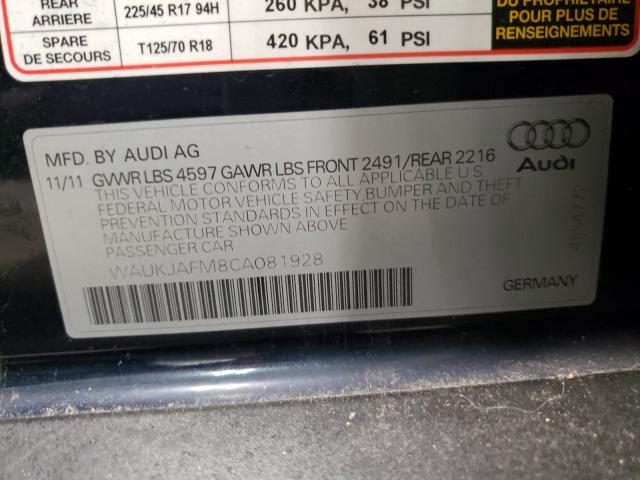 REAR 225/45 R17 94H 260 KPA, 38 PSI
ARRIERE
SPARE T125/70 R18 420 KPA, 61 PSI
DE SECOURS
DU PROPRIÉTAIRE
POUR PLUS DE
RENSEIGNEMENTS
MFD. BY AUDI AG
11/11 GVWR LBS 4597 GAWR LBS FRONT 2491/REAR 2216
THIS VEHICLE CONFORMS TO ALL APPLICABLE U S
FEDERAL MOTOR VEHICLE SAFETY,BUMPER AND THEFT
PREVENTION STANDARDS IN EFFECT ON THE DATE OF
MANUFACTURE SHOWN ABOVE
PASSENGER CAR
WAUKJAFM8CA081928
Audi
GERMANY